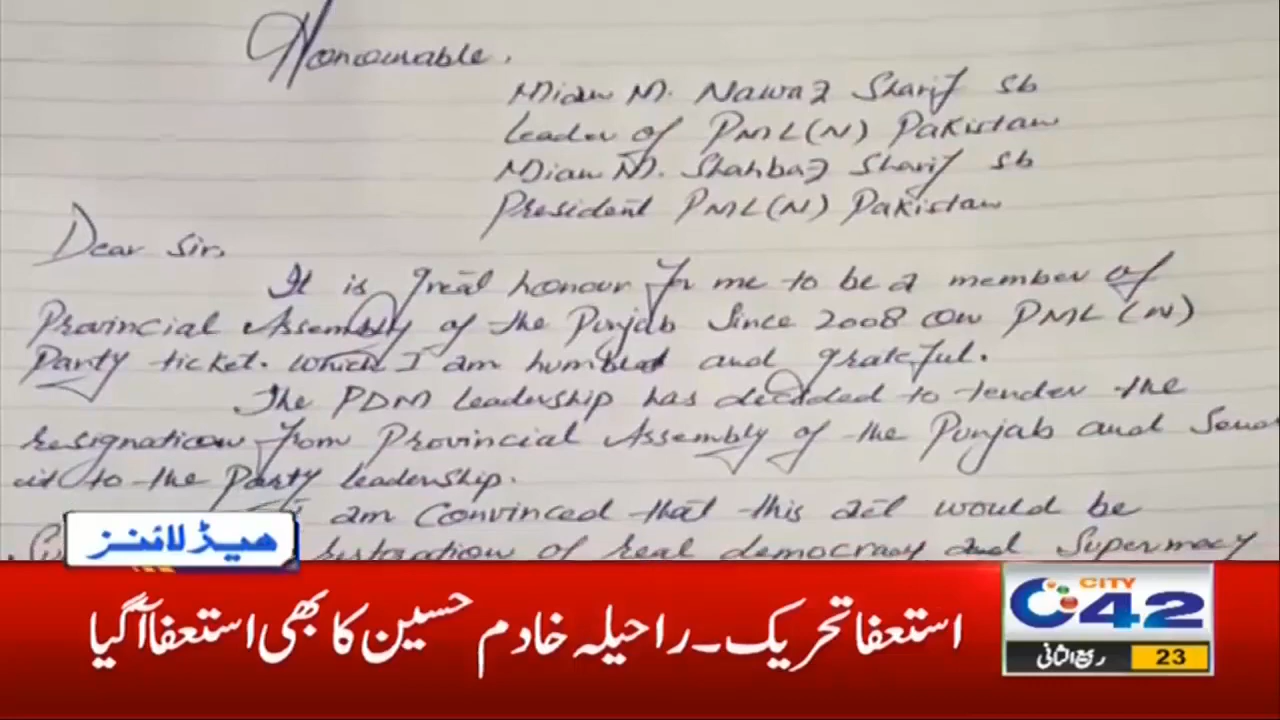 Honourable.
Mian M. Nawaz Sharif Sb
Leader of PML(N) Pakistan
Mian M. Shahbaz Sharif Sb
President PML(N) Pakistan
Dear Sir.
It is great honour for me to be a member of
Provincial Assembly of the Punjab Since 2008 on PML(N)
Party ticket. which I am humbled and grateful.
The PDM Leadership has decided to tender the
resignation from Provincial Assembly of the Punjab and
it to the Party leadership.
I am Convinced that this act would be
of real democracy and Supermacy
ھیڈ لائنز
استعفا تحریک۔ راحیلہ خادم حسین کا بھی استعفا آگیا
CITY
42
ربیع الثانی 23